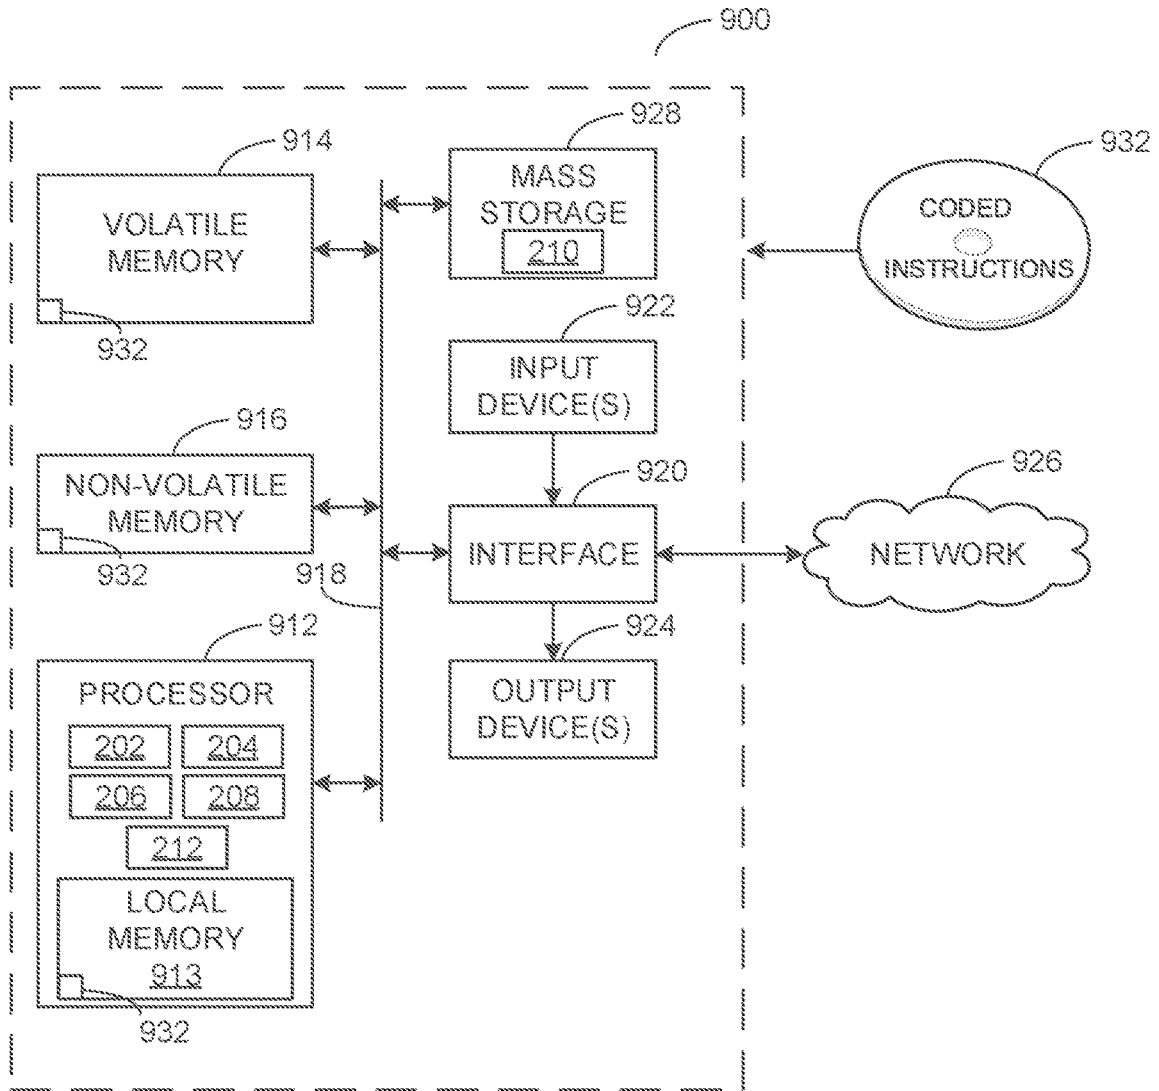 900
914
VOLATILE
MEMORY
932
928
MASS
STORAGE
210
932
CODED
INSTRUCTIONS
922
INPUT
DEVICE(S)
916
NON-VOLATILE
MEMORY
932
918
920
INTERFACE
926
NETWORK
912
PROCESSOR
202
204
206
208
212
LOCAL
MEMORY
913
932
924
OUTPUT
DEVICE(S)